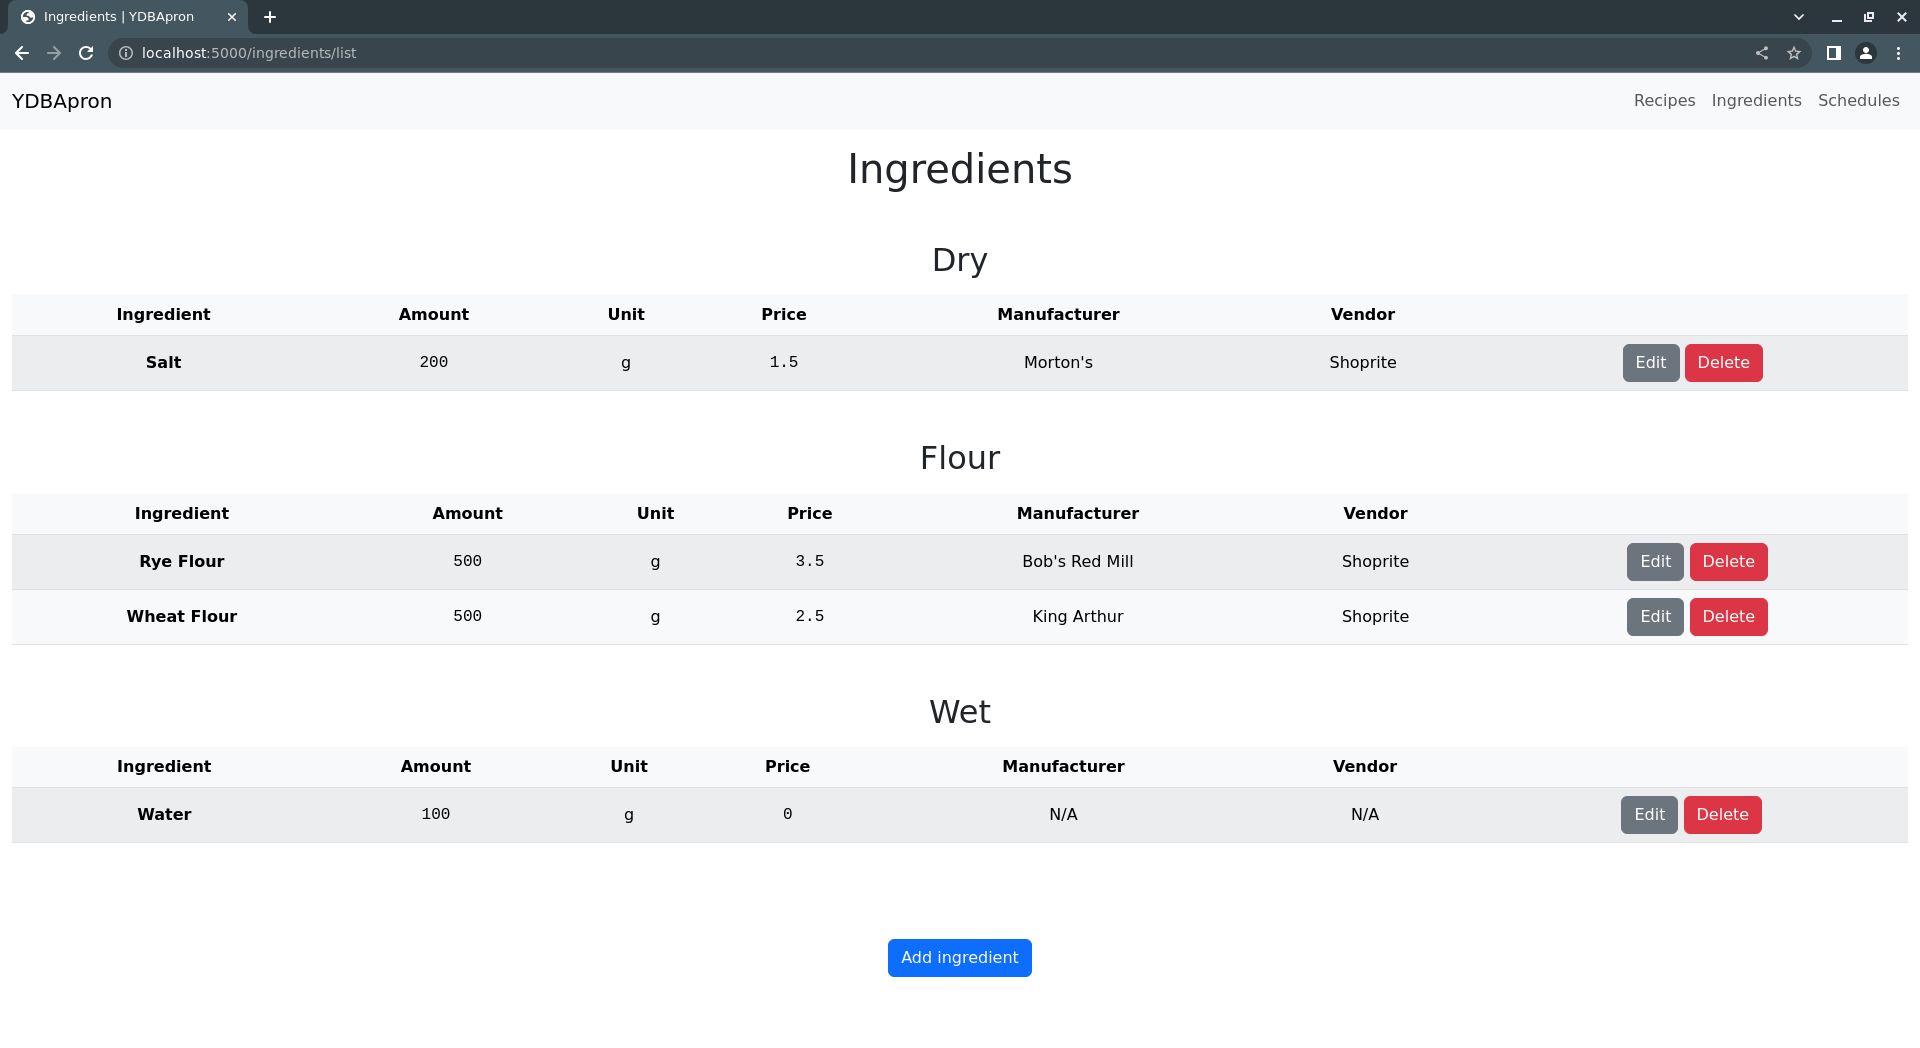 Ingredients | YDBApron
localhost:5000/ingredients/list
YDBApron Recipes Ingredients Schedules
Ingredients
Dry
Ingredient Amount Unit Price Manufacturer Vendor
Salt 200 g 1.5 Morton's Shoprite Edit Delete
Flour
Ingredient Amount Unit Price Manufacturer Vendor
Rye Flour 500 g 3.5 Bob's Red Mill Shoprite Edit Delete
Wheat Flour 500 g 2.5 King Arthur Shoprite Edit Delete
Wet
Ingredient Amount Unit Price Manufacturer Vendor
Water 100 g 0 N/A N/A Edit Delete
Add ingredient